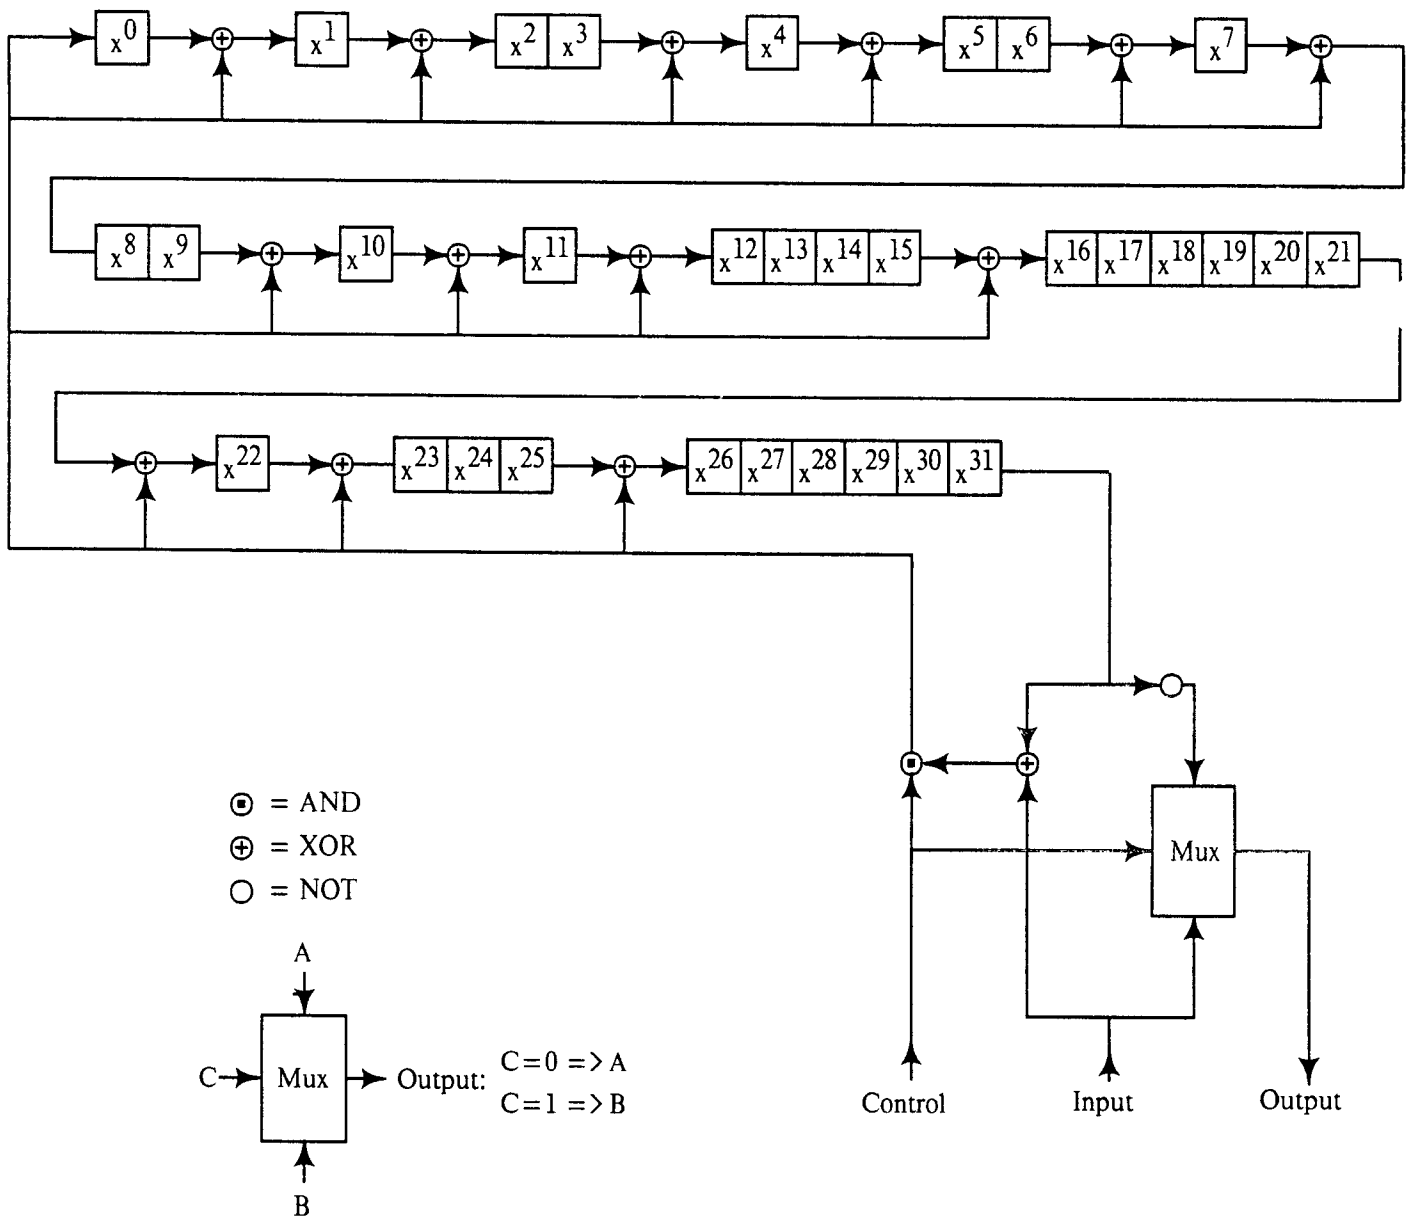 x⁰ x¹ x² x³ x⁴ x⁵ x⁶ x⁷
x⁸ x⁹ x¹⁰ x¹¹ x¹² x¹³ x¹⁴ x¹⁵ x¹⁶ x¹⁷ x¹⁸ x¹⁹ x²⁰ x²¹
x²² x²³ x²⁴ x²⁵ x²⁶ x²⁷ x²⁸ x²⁹ x³⁰ x³¹
= AND
= XOR
= NOT
Mux
Control
Input
Output
A
C
Mux
Output:
C=0 => A
C=1 => B
B